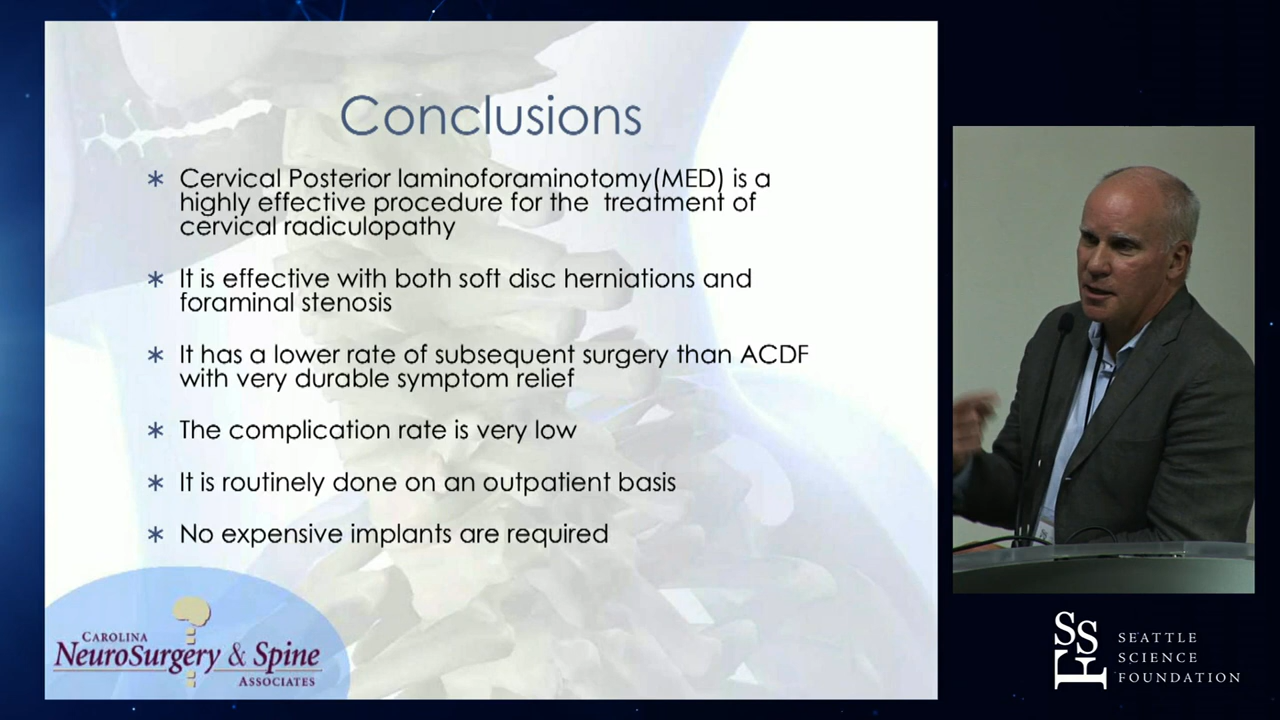 Conclusions
* Cervical Posterior laminoforaminotomy(MED) is a
highly effective procedure for the treatment of
cervical radiculopathy
* It is effective with both soft disc herniations and
foraminal stenosis
* It has a lower rate of subsequent surgery than ACDF
with very durable symptom relief
* The complication rate is very low
* It is routinely done on an outpatient basis
* No expensive implants are required
CAROLINA
NEUROSURGERY & SPINE
ASSOCIATES
SSF
SEATTLE
SCIENCE
FOUNDATION